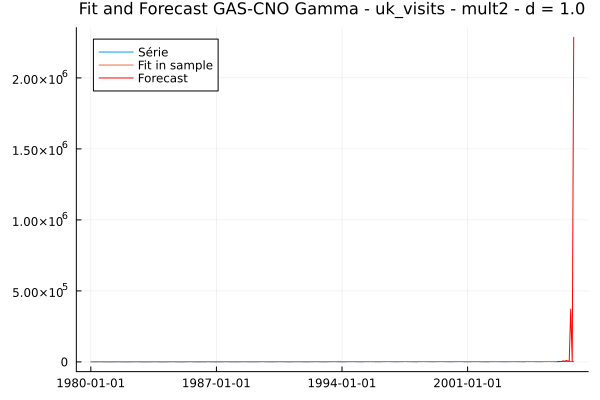 Fit and Forecast GAS-CNO Gamma - uk_visits - mult2 - d = 1.0
Série
Fit in sample
Forecast
2.00×10⁶
1.50×10⁶
1.00×10⁶
5.00×10⁵
0
1980-01-01
1987-01-01
1994-01-01
2001-01-01